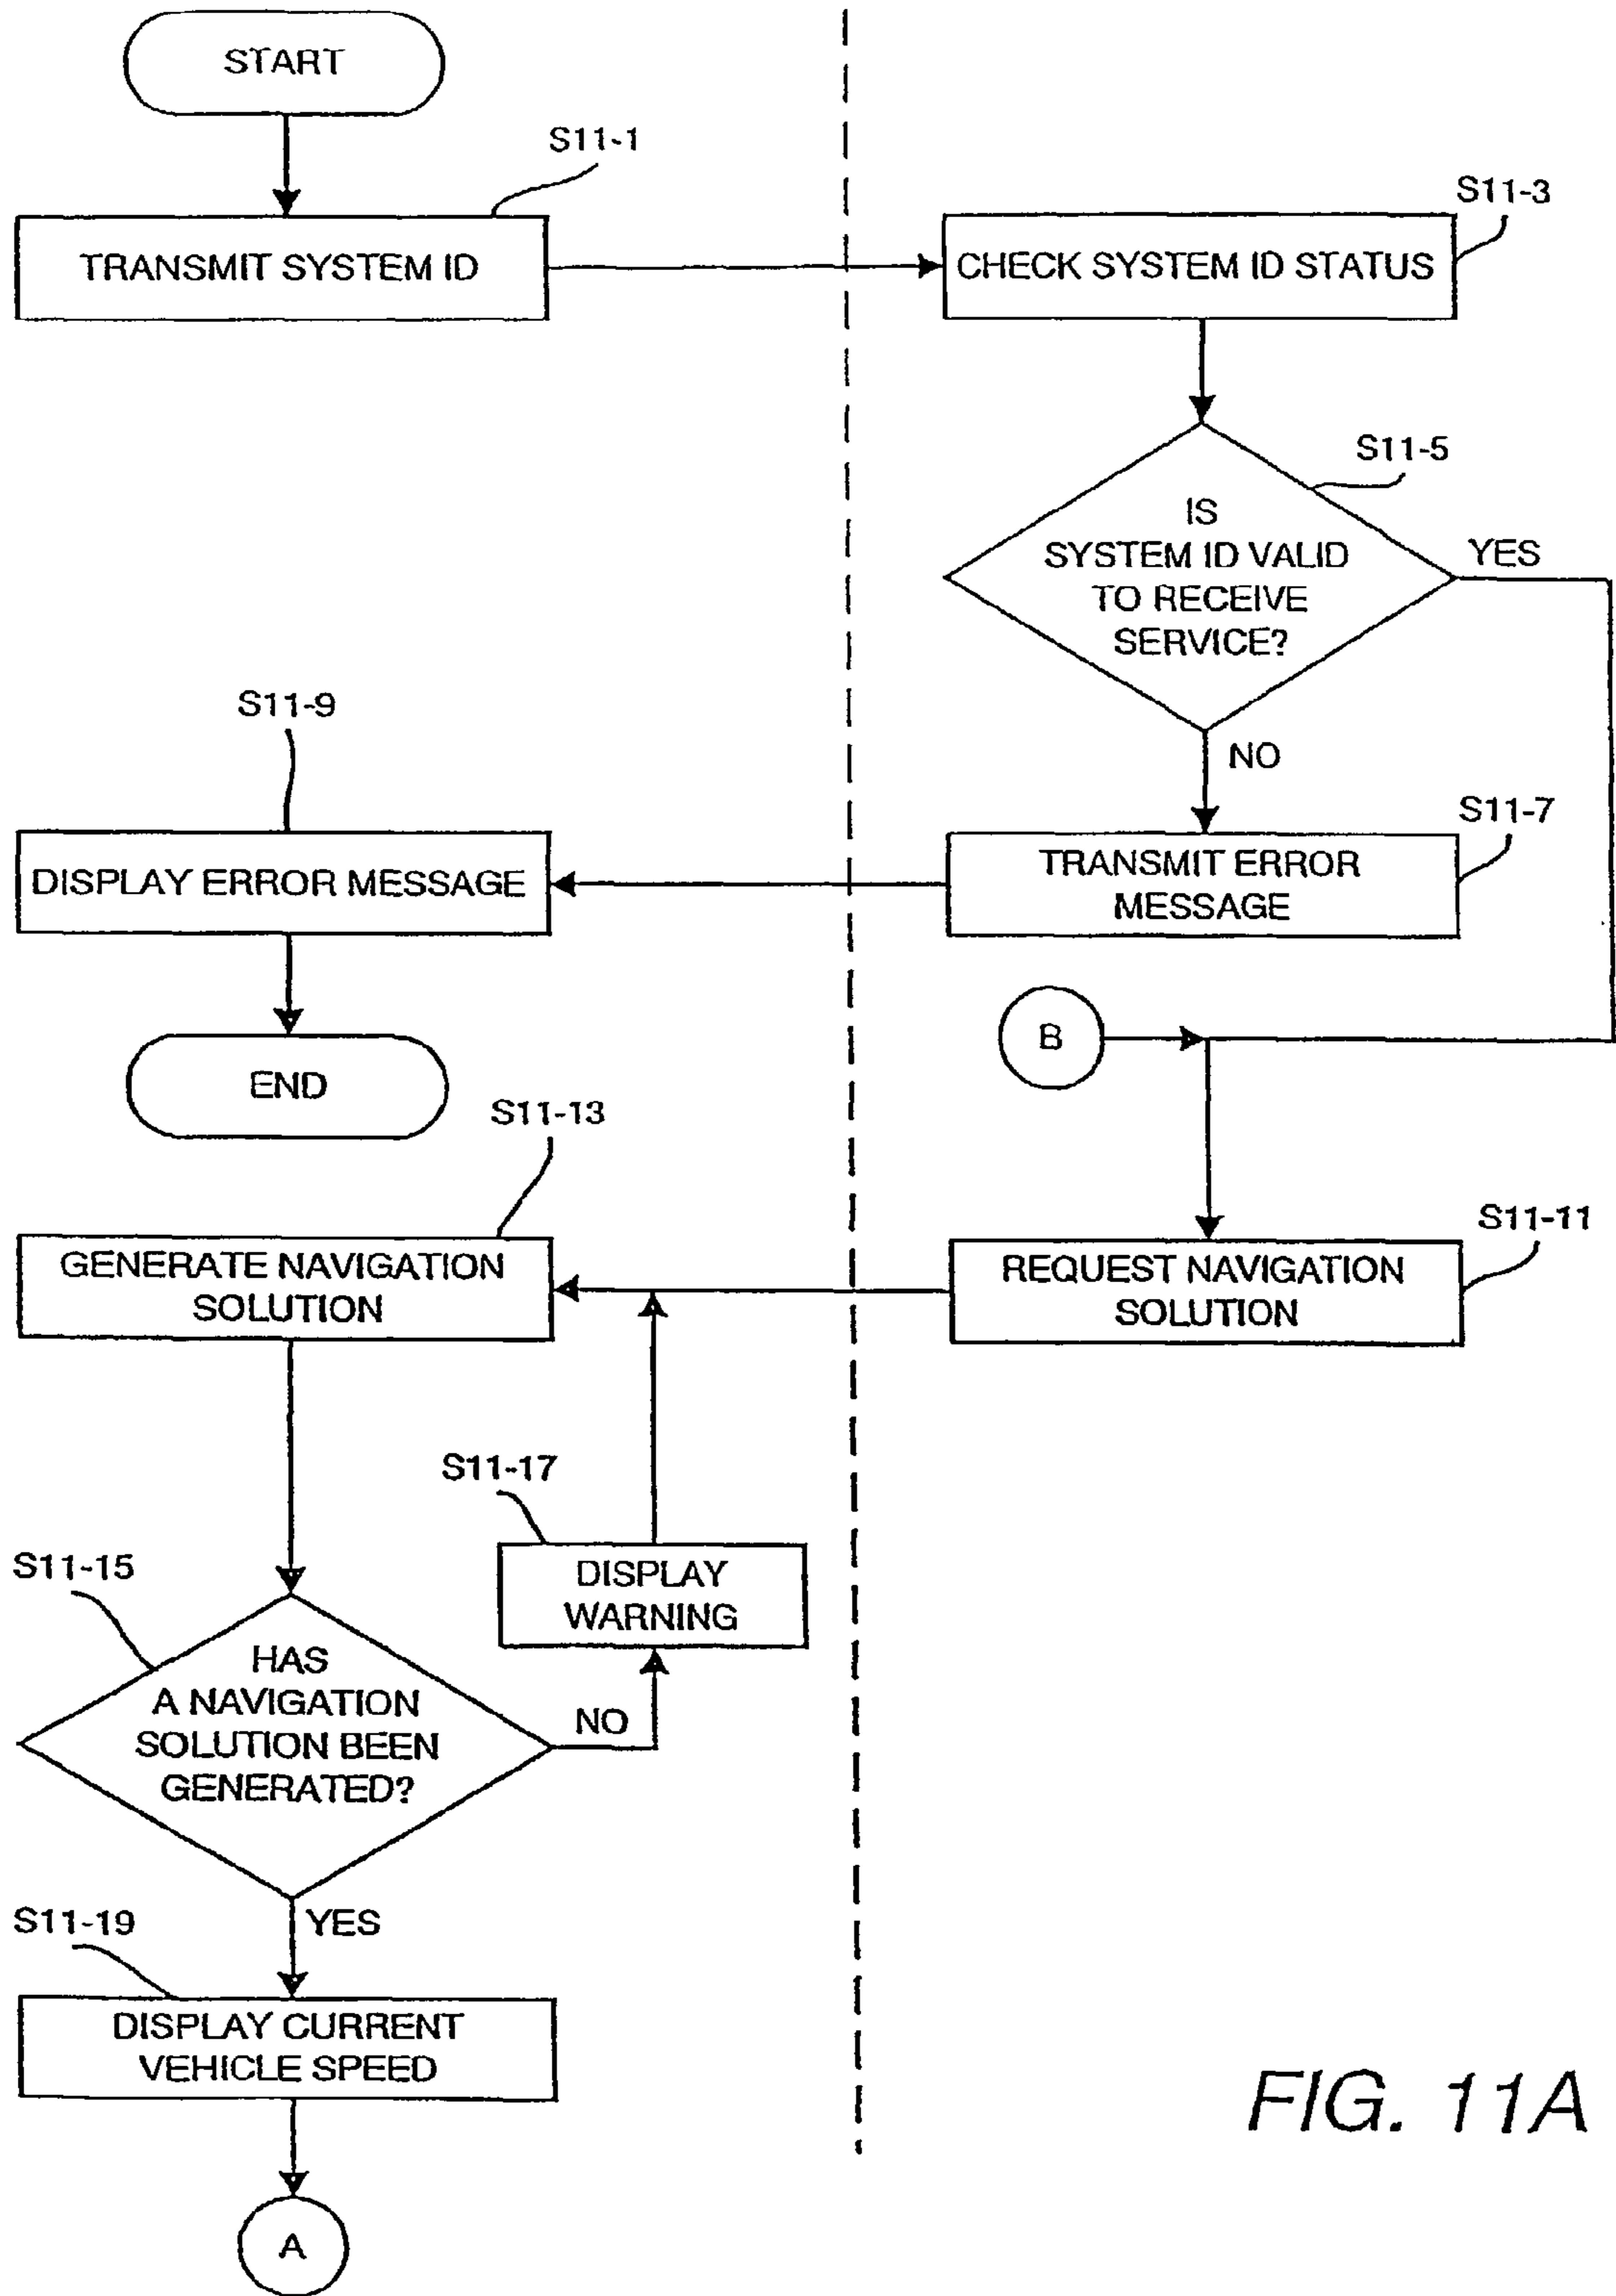 START
S11-1
TRANSMIT SYSTEM ID
S11-3
CHECK SYSTEM ID STATUS
S11-5
IS
SYSTEM ID VALID
TO RECEIVE
SERVICE?
YES
NO
S11-7
TRANSMIT ERROR
MESSAGE
S11-9
DISPLAY ERROR MESSAGE
END
B
S11-11
REQUEST NAVIGATION
SOLUTION
S11-13
GENERATE NAVIGATION
SOLUTION
S11-15
HAS
A NAVIGATION
SOLUTION BEEN
GENERATED?
NO
S11-17
DISPLAY
WARNING
YES
S11-19
DISPLAY CURRENT
VEHICLE SPEED
A
FIG. 11A